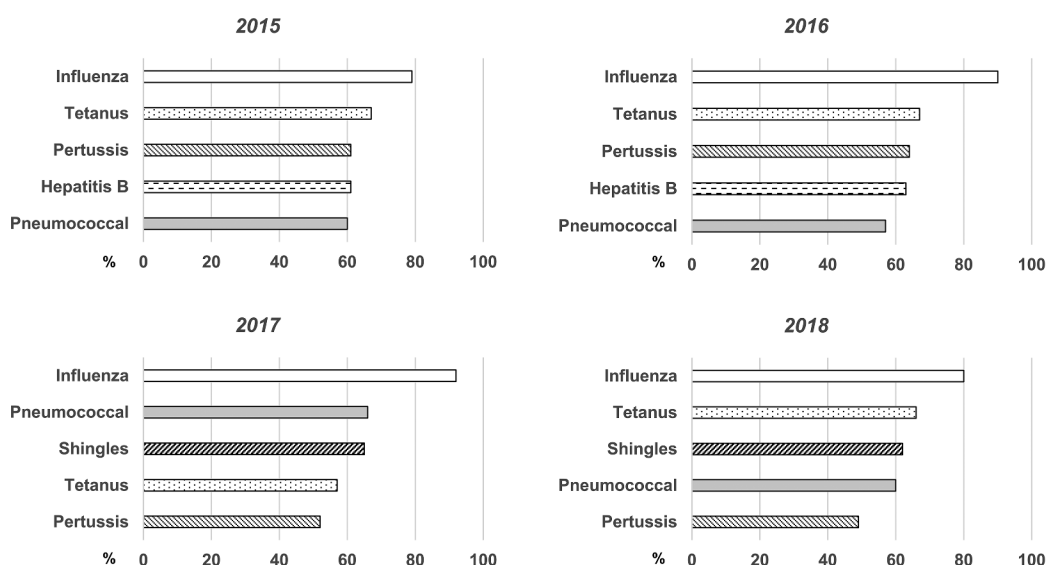 2015
Influenza
Tetanus
Pertussis
Hepatitis B
Pneumococcal
% 0 20 40 60 80 100
2016
Influenza
Tetanus
Pertussis
Hepatitis B
Pneumococcal
% 0 20 40 60 80 100
2017
Influenza
Pneumococcal
Shingles
Tetanus
Pertussis
% 0 20 40 60 80 100
2018
Influenza
Tetanus
Shingles
Pneumococcal
Pertussis
% 0 20 40 60 80 100